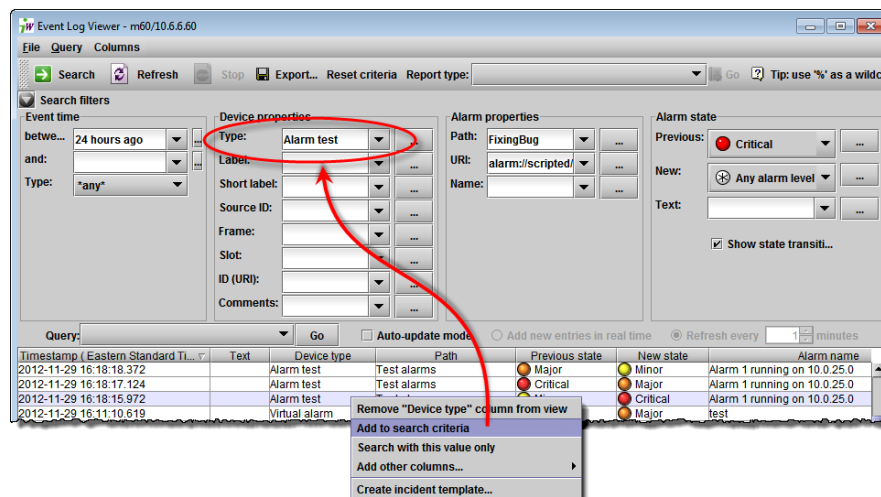 Event Log Viewer - m60/10.6.6.60
File Query Columns
Search Refresh Stop Export... Reset criteria Report type: Go Tip: use '%' as a wildc
Search filters
Event time
betwe... 24 hours ago ...
and: ...
Type: *any*
Device properties
Type: Alarm test ...
Label: ...
Short label: ...
Source ID: ...
Frame: ...
Slot: ...
ID (URI): ...
Comments: ...
Alarm properties
Path: FixingBug ...
URI: alarm://scripted/ ...
Name: ...
Alarm state
Previous: Critical ...
New: Any alarm level ...
Text: ...
Show state transiti...
Query: Go Auto-update mode Add new entries in real time Refresh every 1 minutes
Timestamp ( Eastern Standard Ti... Text Device type Path Previous state New state Alarm name
2012-11-29 16:18:18.372 Alarm test Test alarms Major Minor Alarm 1 running on 10.0.25.0
2012-11-29 16:18:17.124 Alarm test Test alarms Critical Major Alarm 1 running on 10.0.25.0
2012-11-29 16:18:15.972 Alarm test Critical Alarm 1 running on 10.0.25.0
2012-11-29 16:11:10.619 Virtual alarm Major test
Remove "Device type" column from view
Add to search criteria
Search with this value only
Add other columns...
Create incident template...